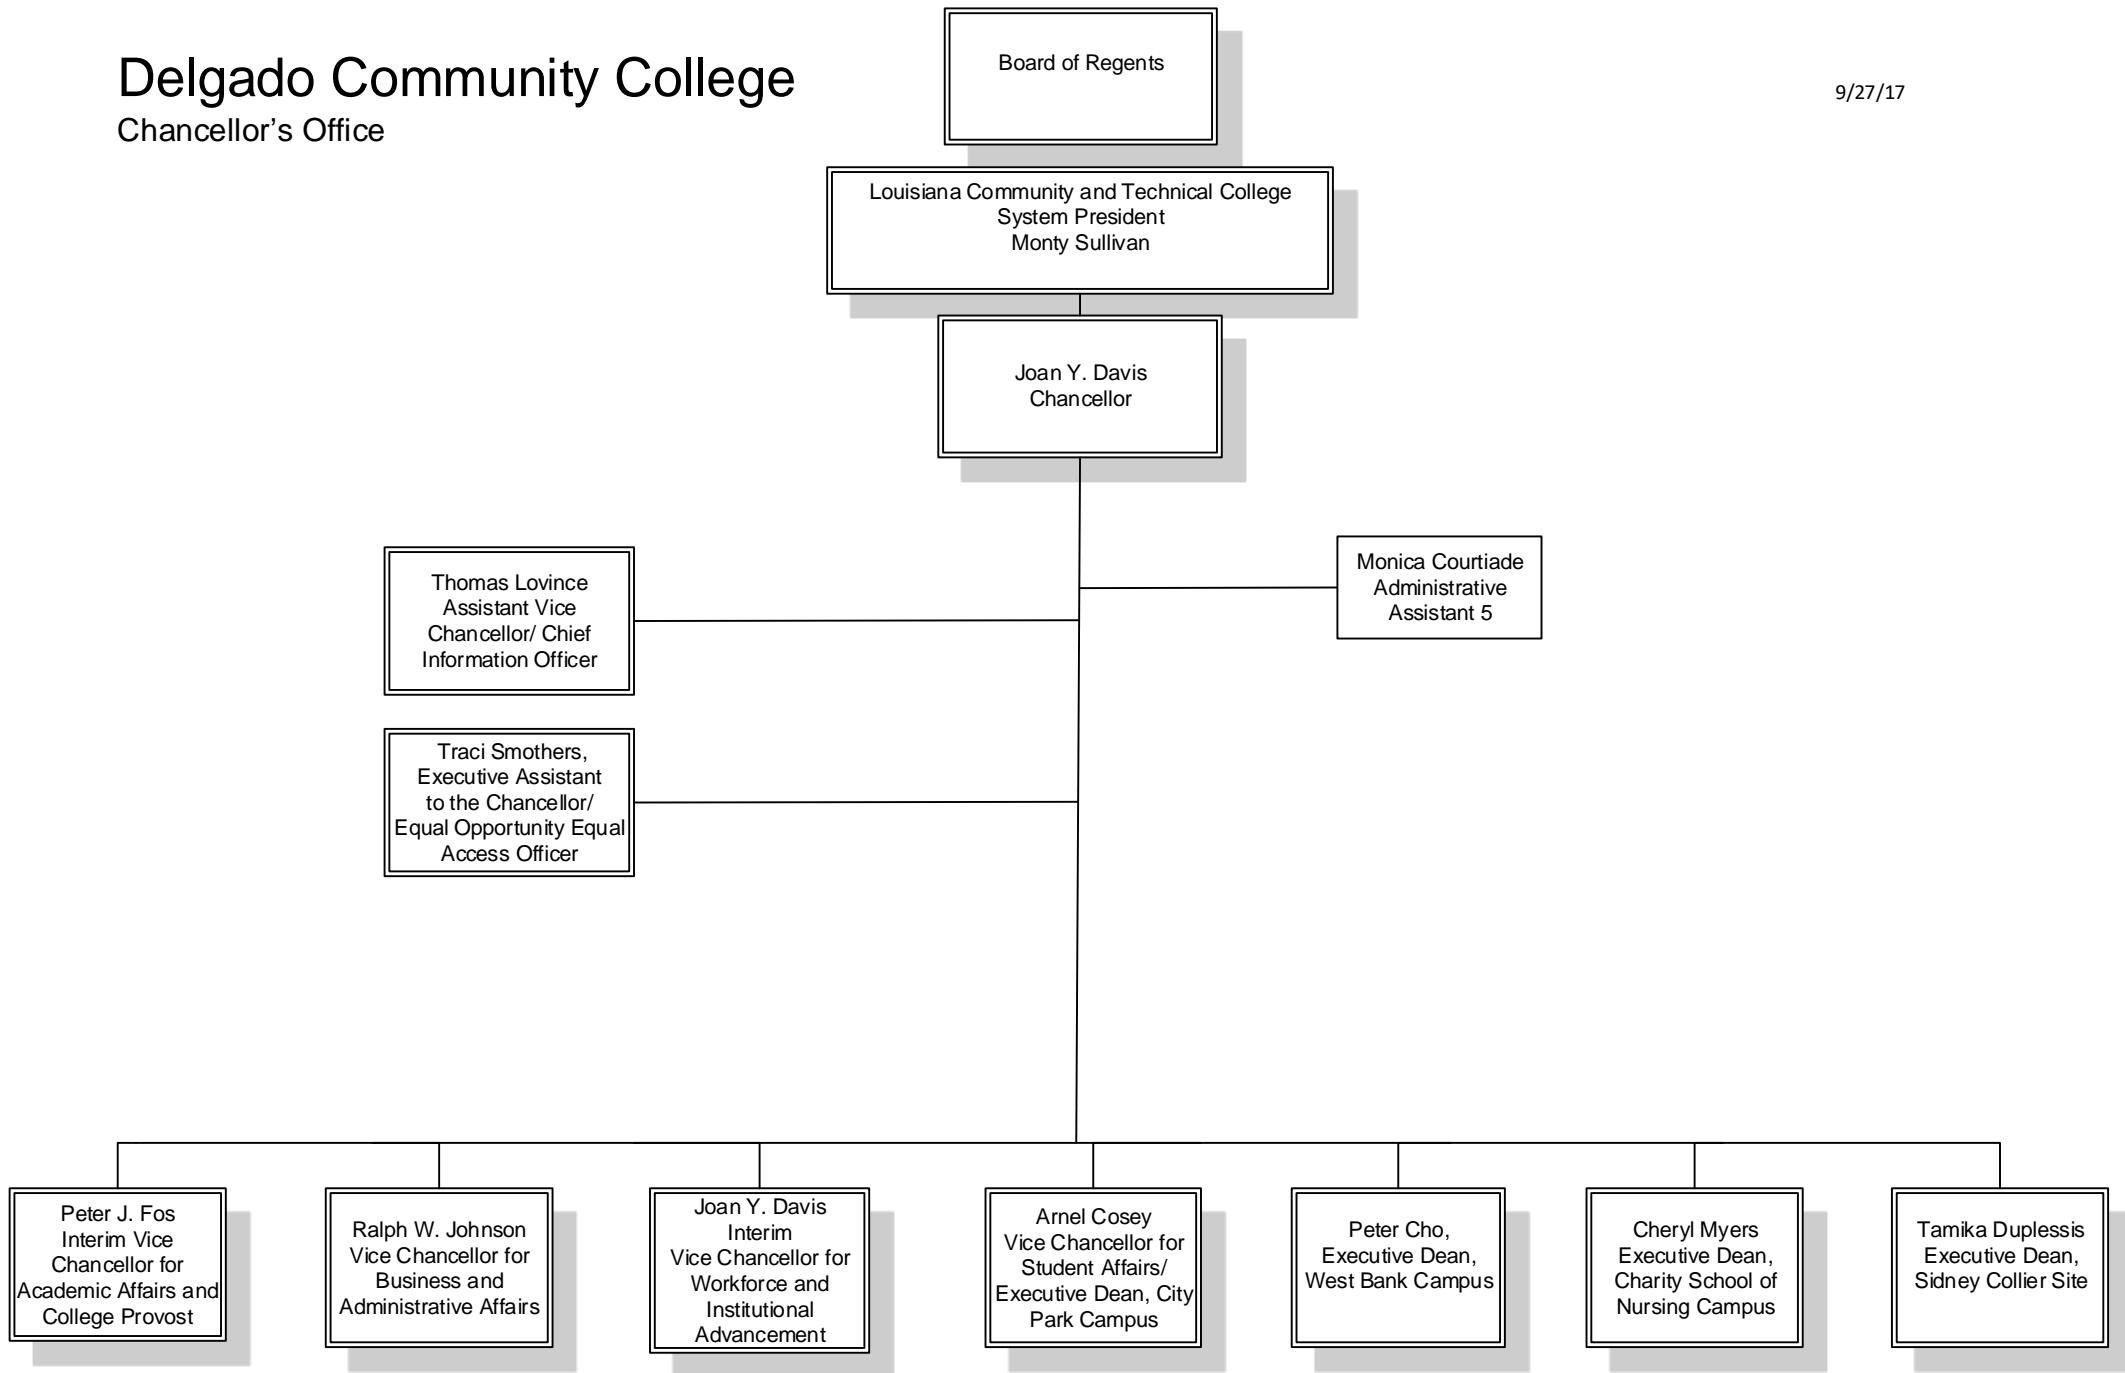 Delgado Community College
Chancellor’s Office
9/27/17
Board of Regents
Louisiana Community and Technical College
System President
Monty Sullivan
Joan Y. Davis
Chancellor
Thomas Lovince
Assistant Vice
Chancellor/ Chief
Information Officer
Monica Courtiade
Administrative
Assistant 5
Traci Smothers,
Executive Assistant
to the Chancellor/
Equal Opportunity Equal
Access Officer
Peter J. Fos
Interim Vice
Chancellor for
Academic Affairs and
College Provost
Ralph W. Johnson
Vice Chancellor for
Business and
Administrative Affairs
Joan Y. Davis
Interim
Vice Chancellor for
Workforce and
Institutional
Advancement
Arnel Cosey
Vice Chancellor for
Student Affairs/
Executive Dean, City
Park Campus
Peter Cho,
Executive Dean,
West Bank Campus
Cheryl Myers
Executive Dean,
Charity School of
Nursing Campus
Tamika Duplessis
Executive Dean,
Sidney Collier Site